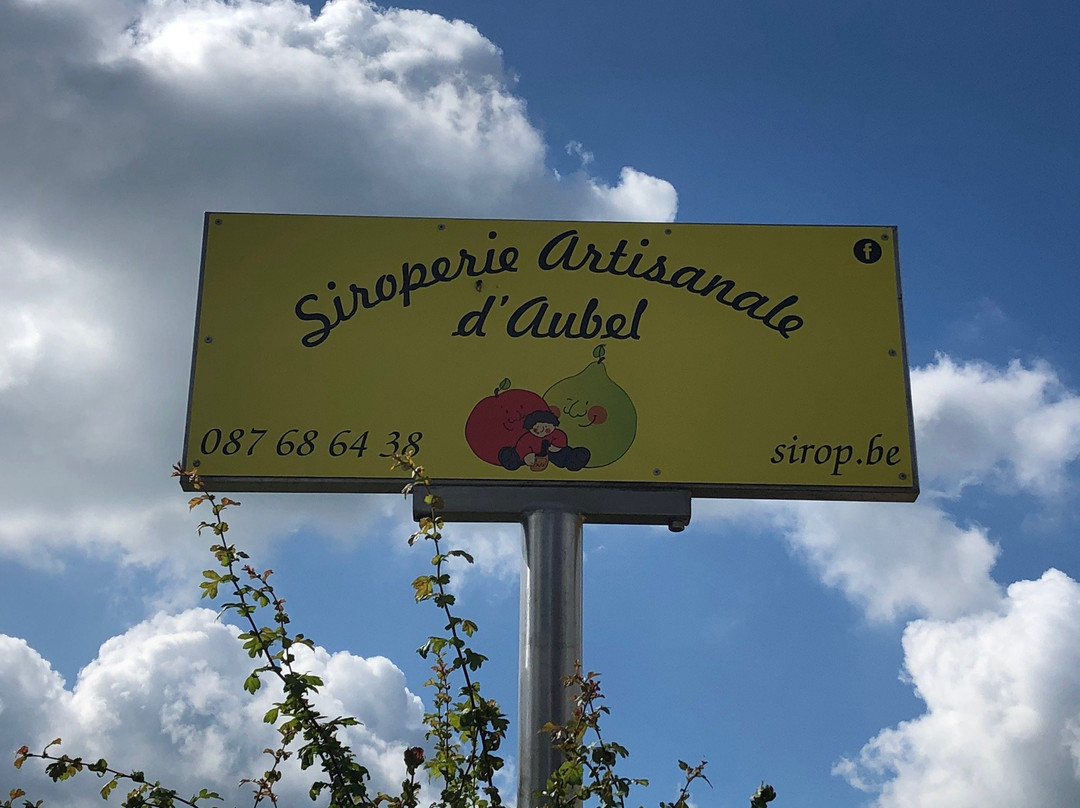 Siroperie Artisanale
d'Aubel
087 68 64 38
sirop.be